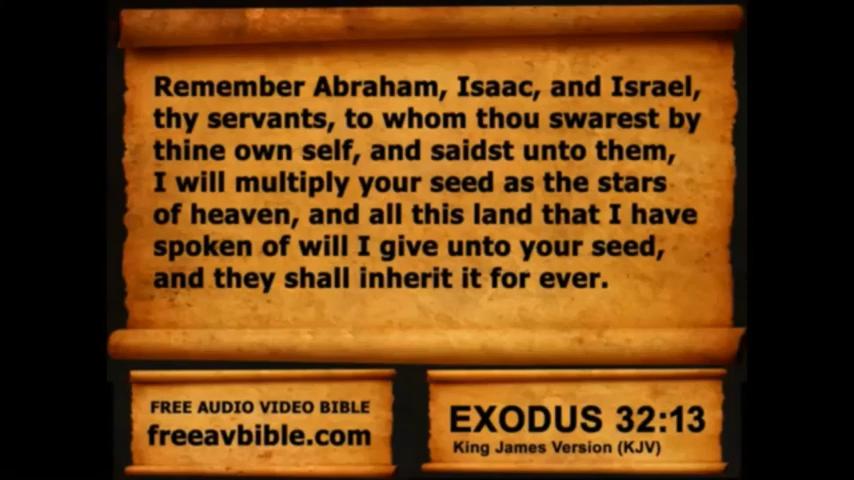 Remember Abraham, Isaac, and Israel,
thy servants, to whom thou swarest by
thine own self, and saidst unto them,
I will multiply your seed as the stars
of heaven, and all this land that I have
spoken of will I give unto your seed,
and they shall inherit it for ever.
FREE AUDIO VIDEO BIBLE
freeavbible.com
EXODUS 32:13
King James Version (KJV)